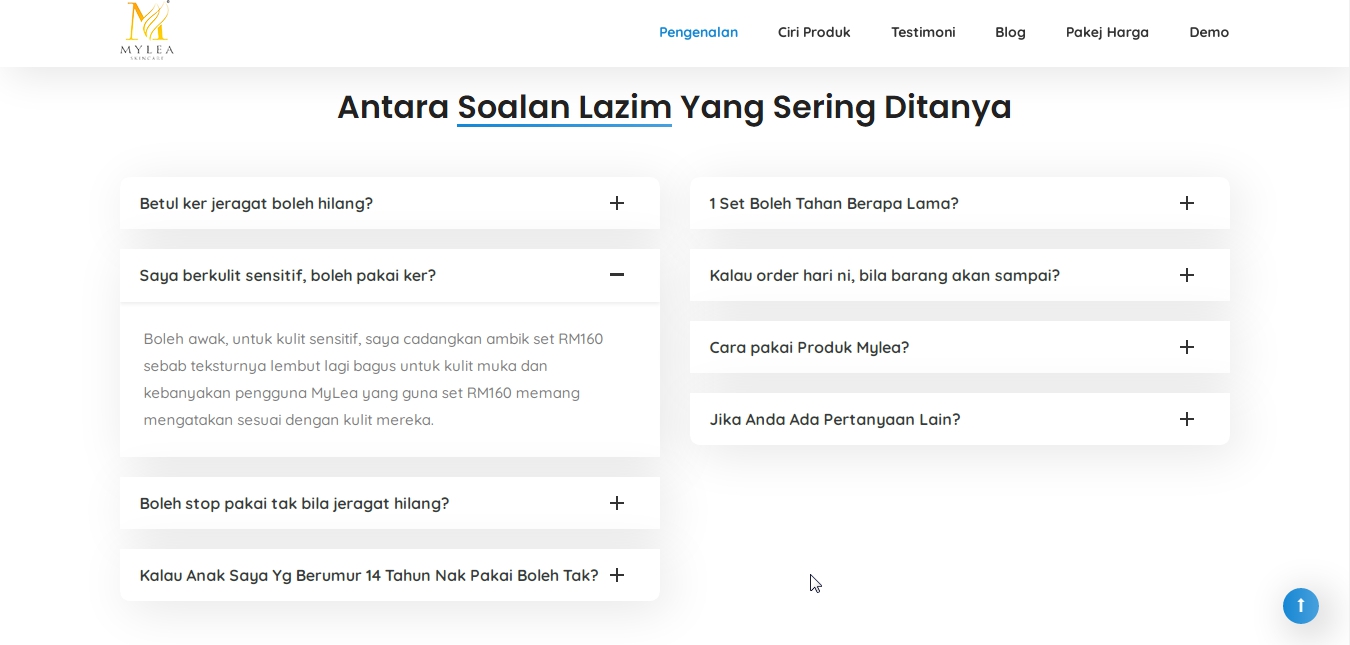 MYLEA
SKINCARE
Pengenalan
Ciri Produk
Testimoni
Blog
Pakej Harga
Demo
Antara Soalan Lazim Yang Sering Ditanya
Betul ker jeragat boleh hilang?
Saya berkulit sensitif, boleh pakai ker?
Boleh awak, untuk kulit sensitif, saya cadangkan ambik set RM160
sebab teksturnya lembut lagi bagus untuk kulit muka dan
kebanyakan pengguna MyLea yang guna set RM160 memang
mengatakan sesuai dengan kulit mereka.
Boleh stop pakai tak bila jeragat hilang?
Kalau Anak Saya Yg Berumur 14 Tahun Nak Pakai Boleh Tak?
1 Set Boleh Tahan Berapa Lama?
Kalau order hari ni, bila barang akan sampai?
Cara pakai Produk Mylea?
Jika Anda Ada Pertanyaan Lain?